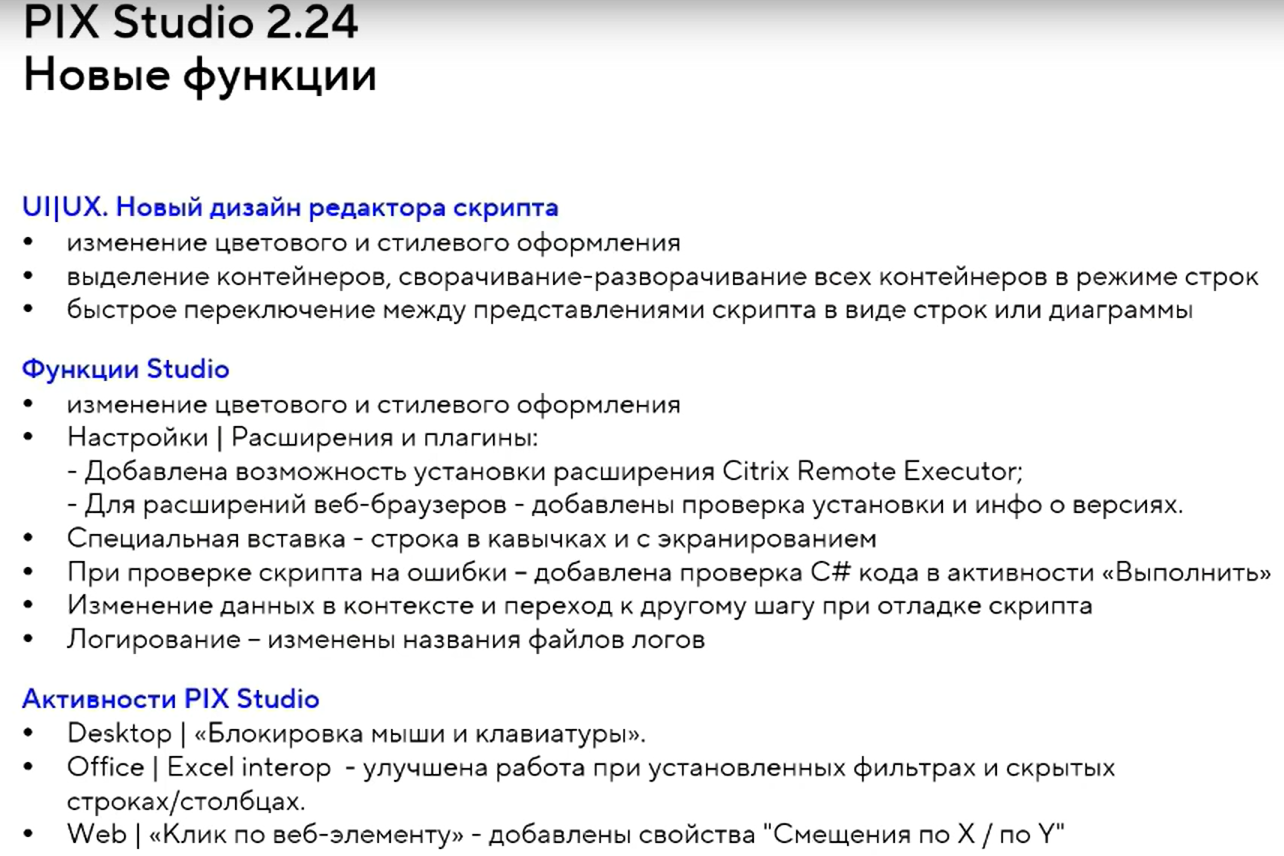 PIX Studio 2.24
Новые функции
UI|UX. Новый дизайн редактора скрипта
• изменение цветового и стилевого оформления
• выделение контейнеров, сворачивание-разворачивание всех контейнеров в режиме строк
• быстрое переключение между представлениями скрипта в виде строк или диаграммы
Функции Studio
• изменение цветового и стилевого оформления
• Настройки | Расширения и плагины:
- Добавлена возможность установки расширения Citrix Remote Executor;
- Для расширений веб-браузеров - добавлены проверка установки и инфо о версиях.
• Специальная вставка - строка в кавычках и с экранированием
• При проверке скрипта на ошибки – добавлена проверка C# кода в активности «Выполнить»
• Изменение данных в контексте и переход к другому шагу при отладке скрипта
• Логирование – изменены названия файлов логов
Активности PIX Studio
• Desktop | «Блокировка мыши и клавиатуры».
• Office | Excel interop - улучшена работа при установленных фильтрах и скрытых
строках/столбцах.
• Web | «Клик по веб-элементу» - добавлены свойства "Смещения по X / по Y"